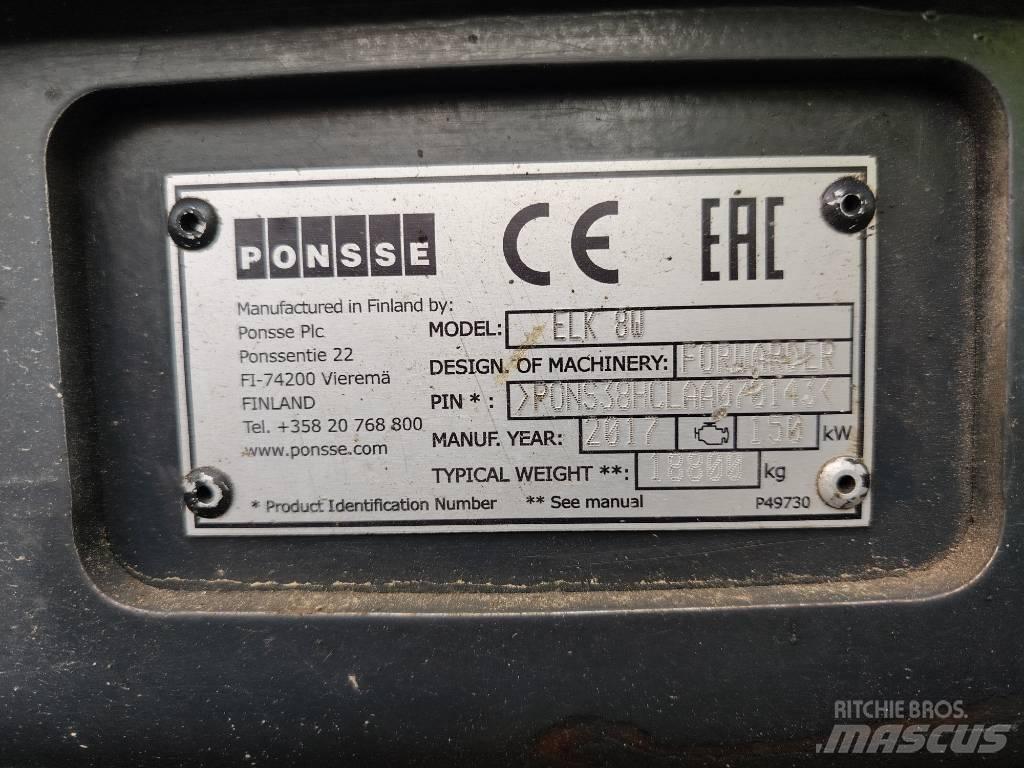 PONSSE CE EAC
Manufactured in Finland by:
Ponsse Plc
Ponssentie 22
FI-74200 Vieremä
FINLAND
Tel. +358 20 768 800
www.ponsse.com
MODEL: ELK 8W
DESIGN. OF MACHINERY: FORWARDER
PIN * : >PONS38HCLAA070143<
MANUF. YEAR: 2017 150 kW
TYPICAL WEIGHT **: 18800 kg
* Product Identification Number ** See manual P49730
RITCHIE BROS.
MASCUS